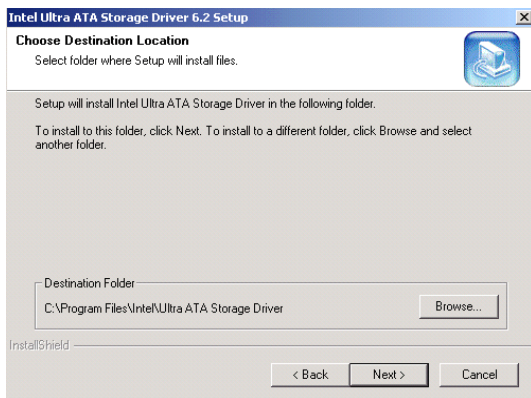 Intel Ultra ATA Storage Driver 6.2 Setup
Choose Destination Location
Select folder where Setup will install files.
Setup will install Intel Ultra ATA Storage Driver in the following folder.
To install to this folder, click Next. To install to a different folder, click Browse and select
another folder.
Destination Folder
C:\Program Files\Intel\Ultra ATA Storage Driver
Browse...
InstallShield
< Back
Next >
Cancel